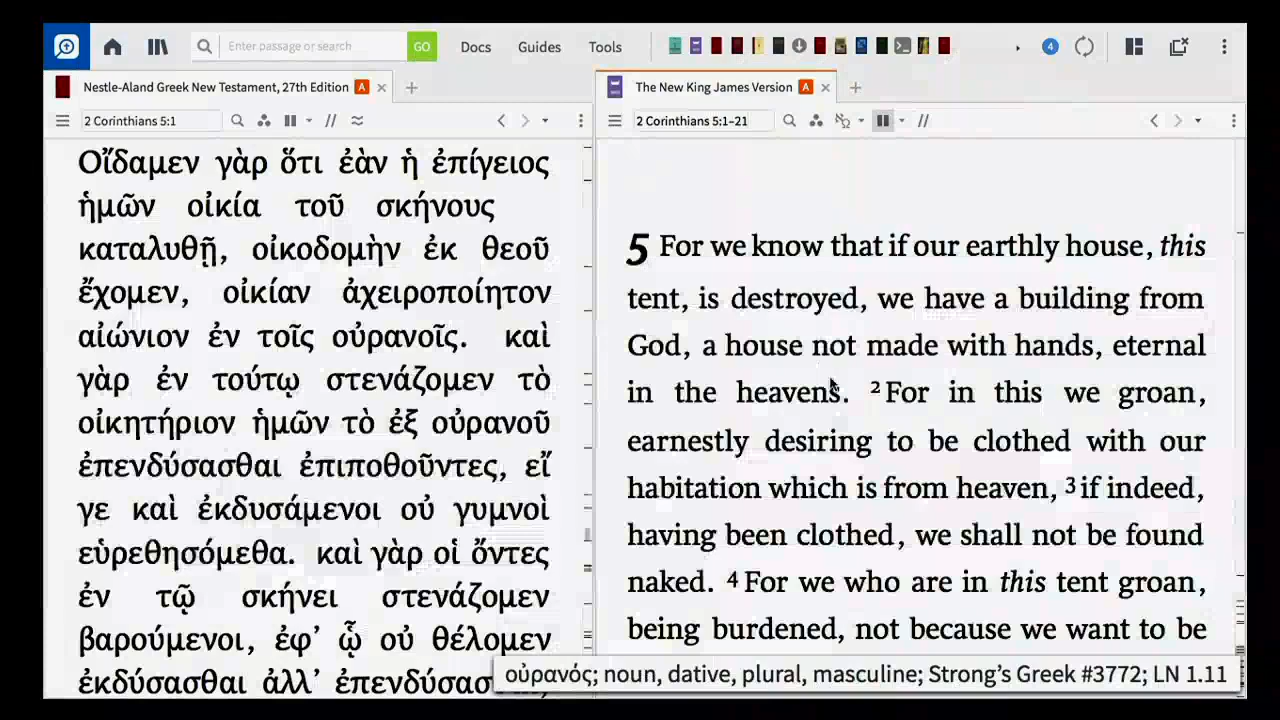 Enter passage or search GO Docs Guides Tools 4
Nestle-Aland Greek New Testament, 27th Edition A
2 Corinthians 5:1
Οἴδαμεν γὰρ ὅτι ἐὰν ἡ ἐπίγειος
ἡμῶν οἰκία τοῦ σκήνους
καταλυθῇ, οἰκοδομὴν ἐκ θεοῦ
ἔχομεν, οἰκίαν ἀχειροποίητον
αἰώνιον ἐν τοῖς οὐρανοῖς. καὶ
γὰρ ἐν τούτῳ στενάζομεν τὸ
οἰκητήριον ἡμῶν τὸ ἐξ οὐρανοῦ
ἐπενδύσασθαι ἐπιποθοῦντες, εἴ
γε καὶ ἐκδυσάμενοι οὐ γυμνοὶ
εὑρεθησόμεθα. καὶ γὰρ οἱ ὄντες
ἐν τῷ σκήνει στενάζομεν
βαρούμενοι, ἐφ’ ᾧ οὐ θέλομεν
ἐκδύσασθαι ἀλλ’
The New King James Version A
2 Corinthians 5:1–21
5 For we know that if our earthly house, this
tent, is destroyed, we have a building from
God, a house not made with hands, eternal
in the heavens. 2 For in this we groan,
earnestly desiring to be clothed with our
habitation which is from heaven, 3 if indeed,
having been clothed, we shall not be found
naked. 4 For we who are in this tent groan,
being burdened, not because we want to be
οὐρανός; noun, dative, plural, masculine; Strong’s Greek #3772; LN 1.11